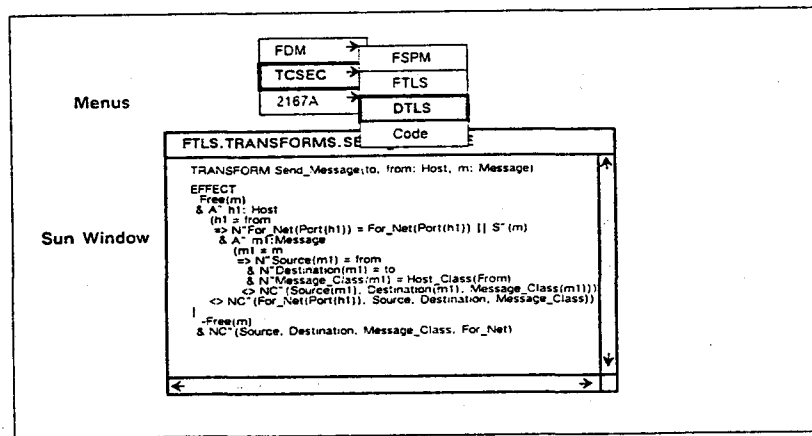 FDM
FSPM
TCSEC
FTLS
Menus
2167A
DTLS
Code
FTLS.TRANSFORMS.SE
TRANSFORM Send_Message(to, from: Host, m: Message)
EFFECT
Free(m)
& A" h1: Host
(h1 = from
=> N"For_Net(Port(h1)) = For_Net(Port(h1)) || S"(m)
Sun Window
& A" m1:Message
(m1 = m
=> N"Source(m1) = from
& N"Destination(m1) = to
& N"Message_Class(m1) = Host_Class(From)
<> NC"(Source(m1), Destination(m1), Message_Class(m1)))
<> NC"(For_Net(Port(h1)), Source, Destination, Message_Class))
|
~Free(m)
& NC"(Source, Destination, Message_Class, For_Net)